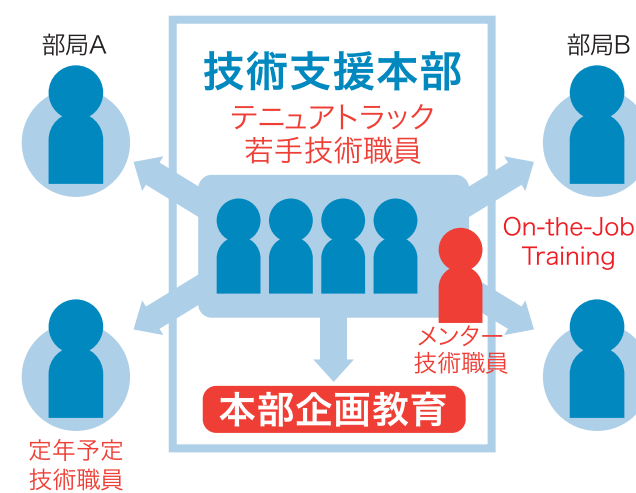 部局A
技術支援本部
部局B
テニュアトラック
若手技術職員
On-the-Job
Training
メンター
技術職員
本部企画教育
定年予定
技術職員